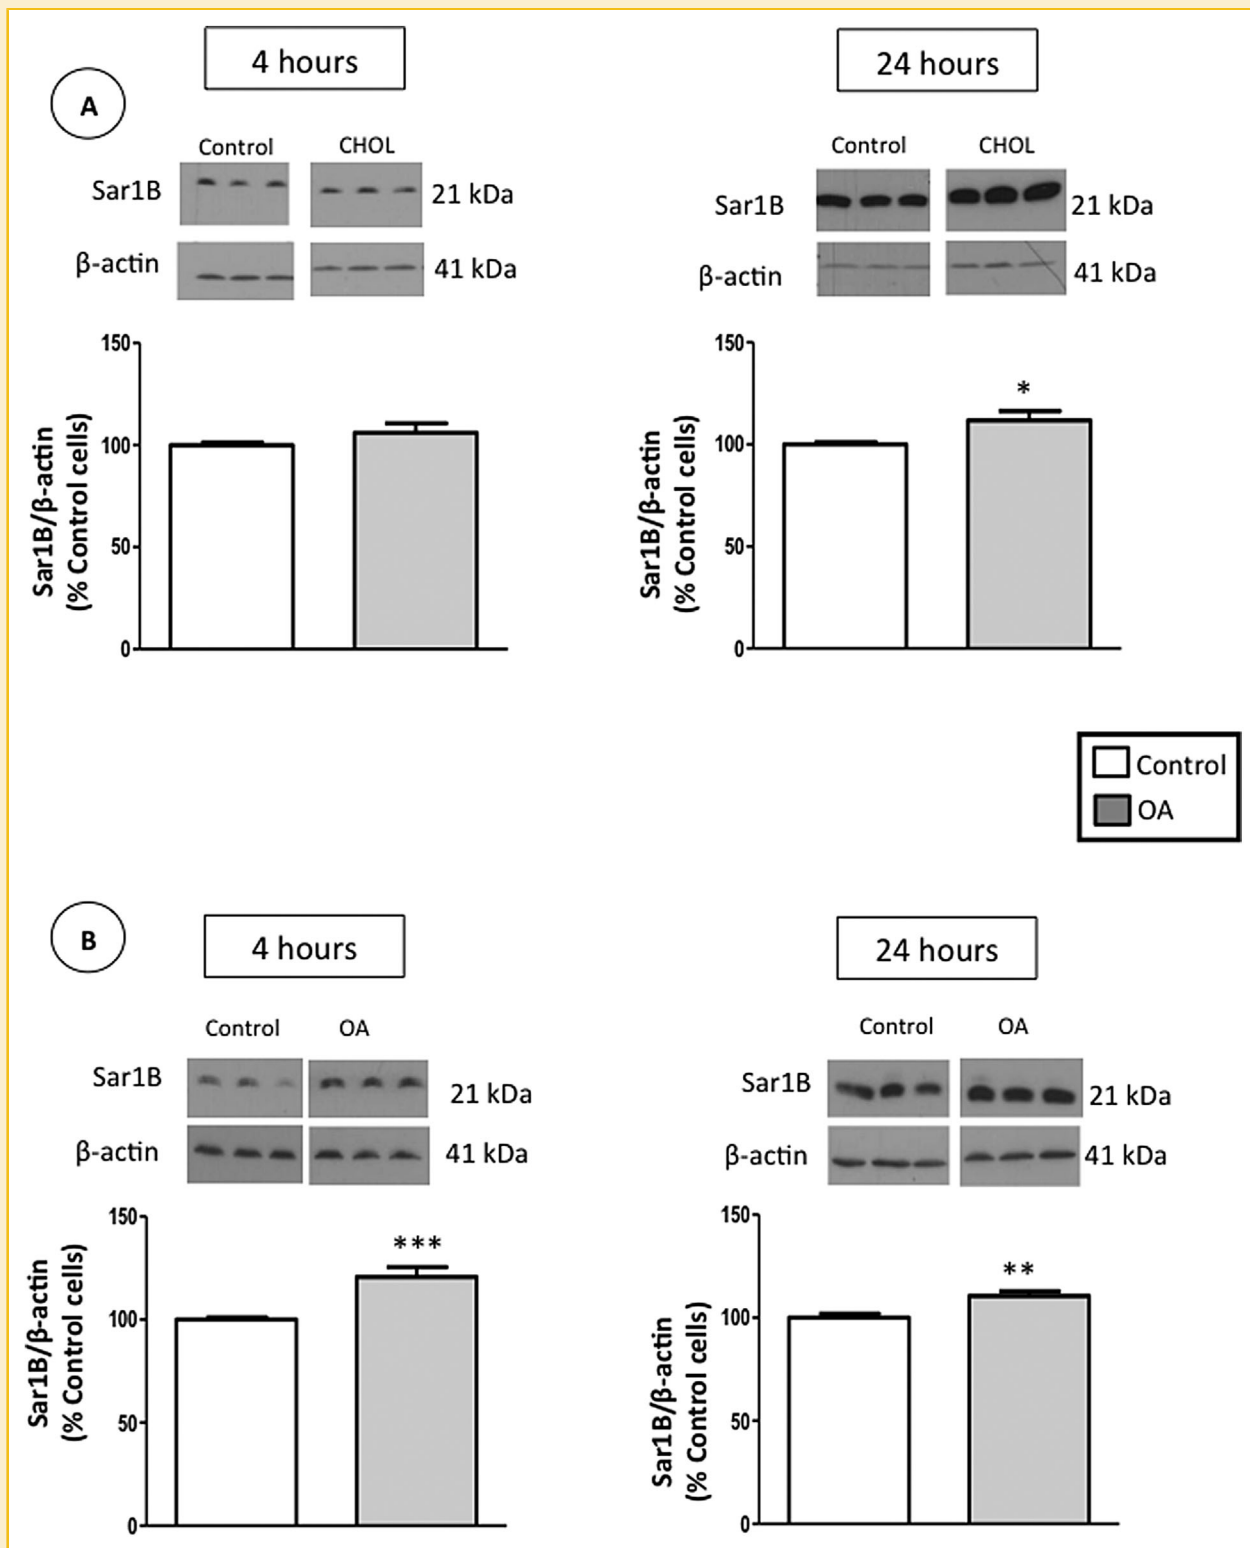 4 hours
24 hours
A
Control CHOL
Control CHOL
Sar1B 21 kDa
Sar1B 21 kDa
β-actin 41 kDa
β-actin 41 kDa
150
100
50
0
Sar1B/β-actin
(% Control cells)
150
100
50
0
Sar1B/β-actin
(% Control cells)
*
Control
OA
B
4 hours
24 hours
Control OA
Control OA
Sar1B 21 kDa
Sar1B 21 kDa
β-actin 41 kDa
β-actin 41 kDa
150
100
50
0
Sar1B/β-actin
(% Control cells)
***
150
100
50
0
Sar1B/β-actin
(% Control cells)
**